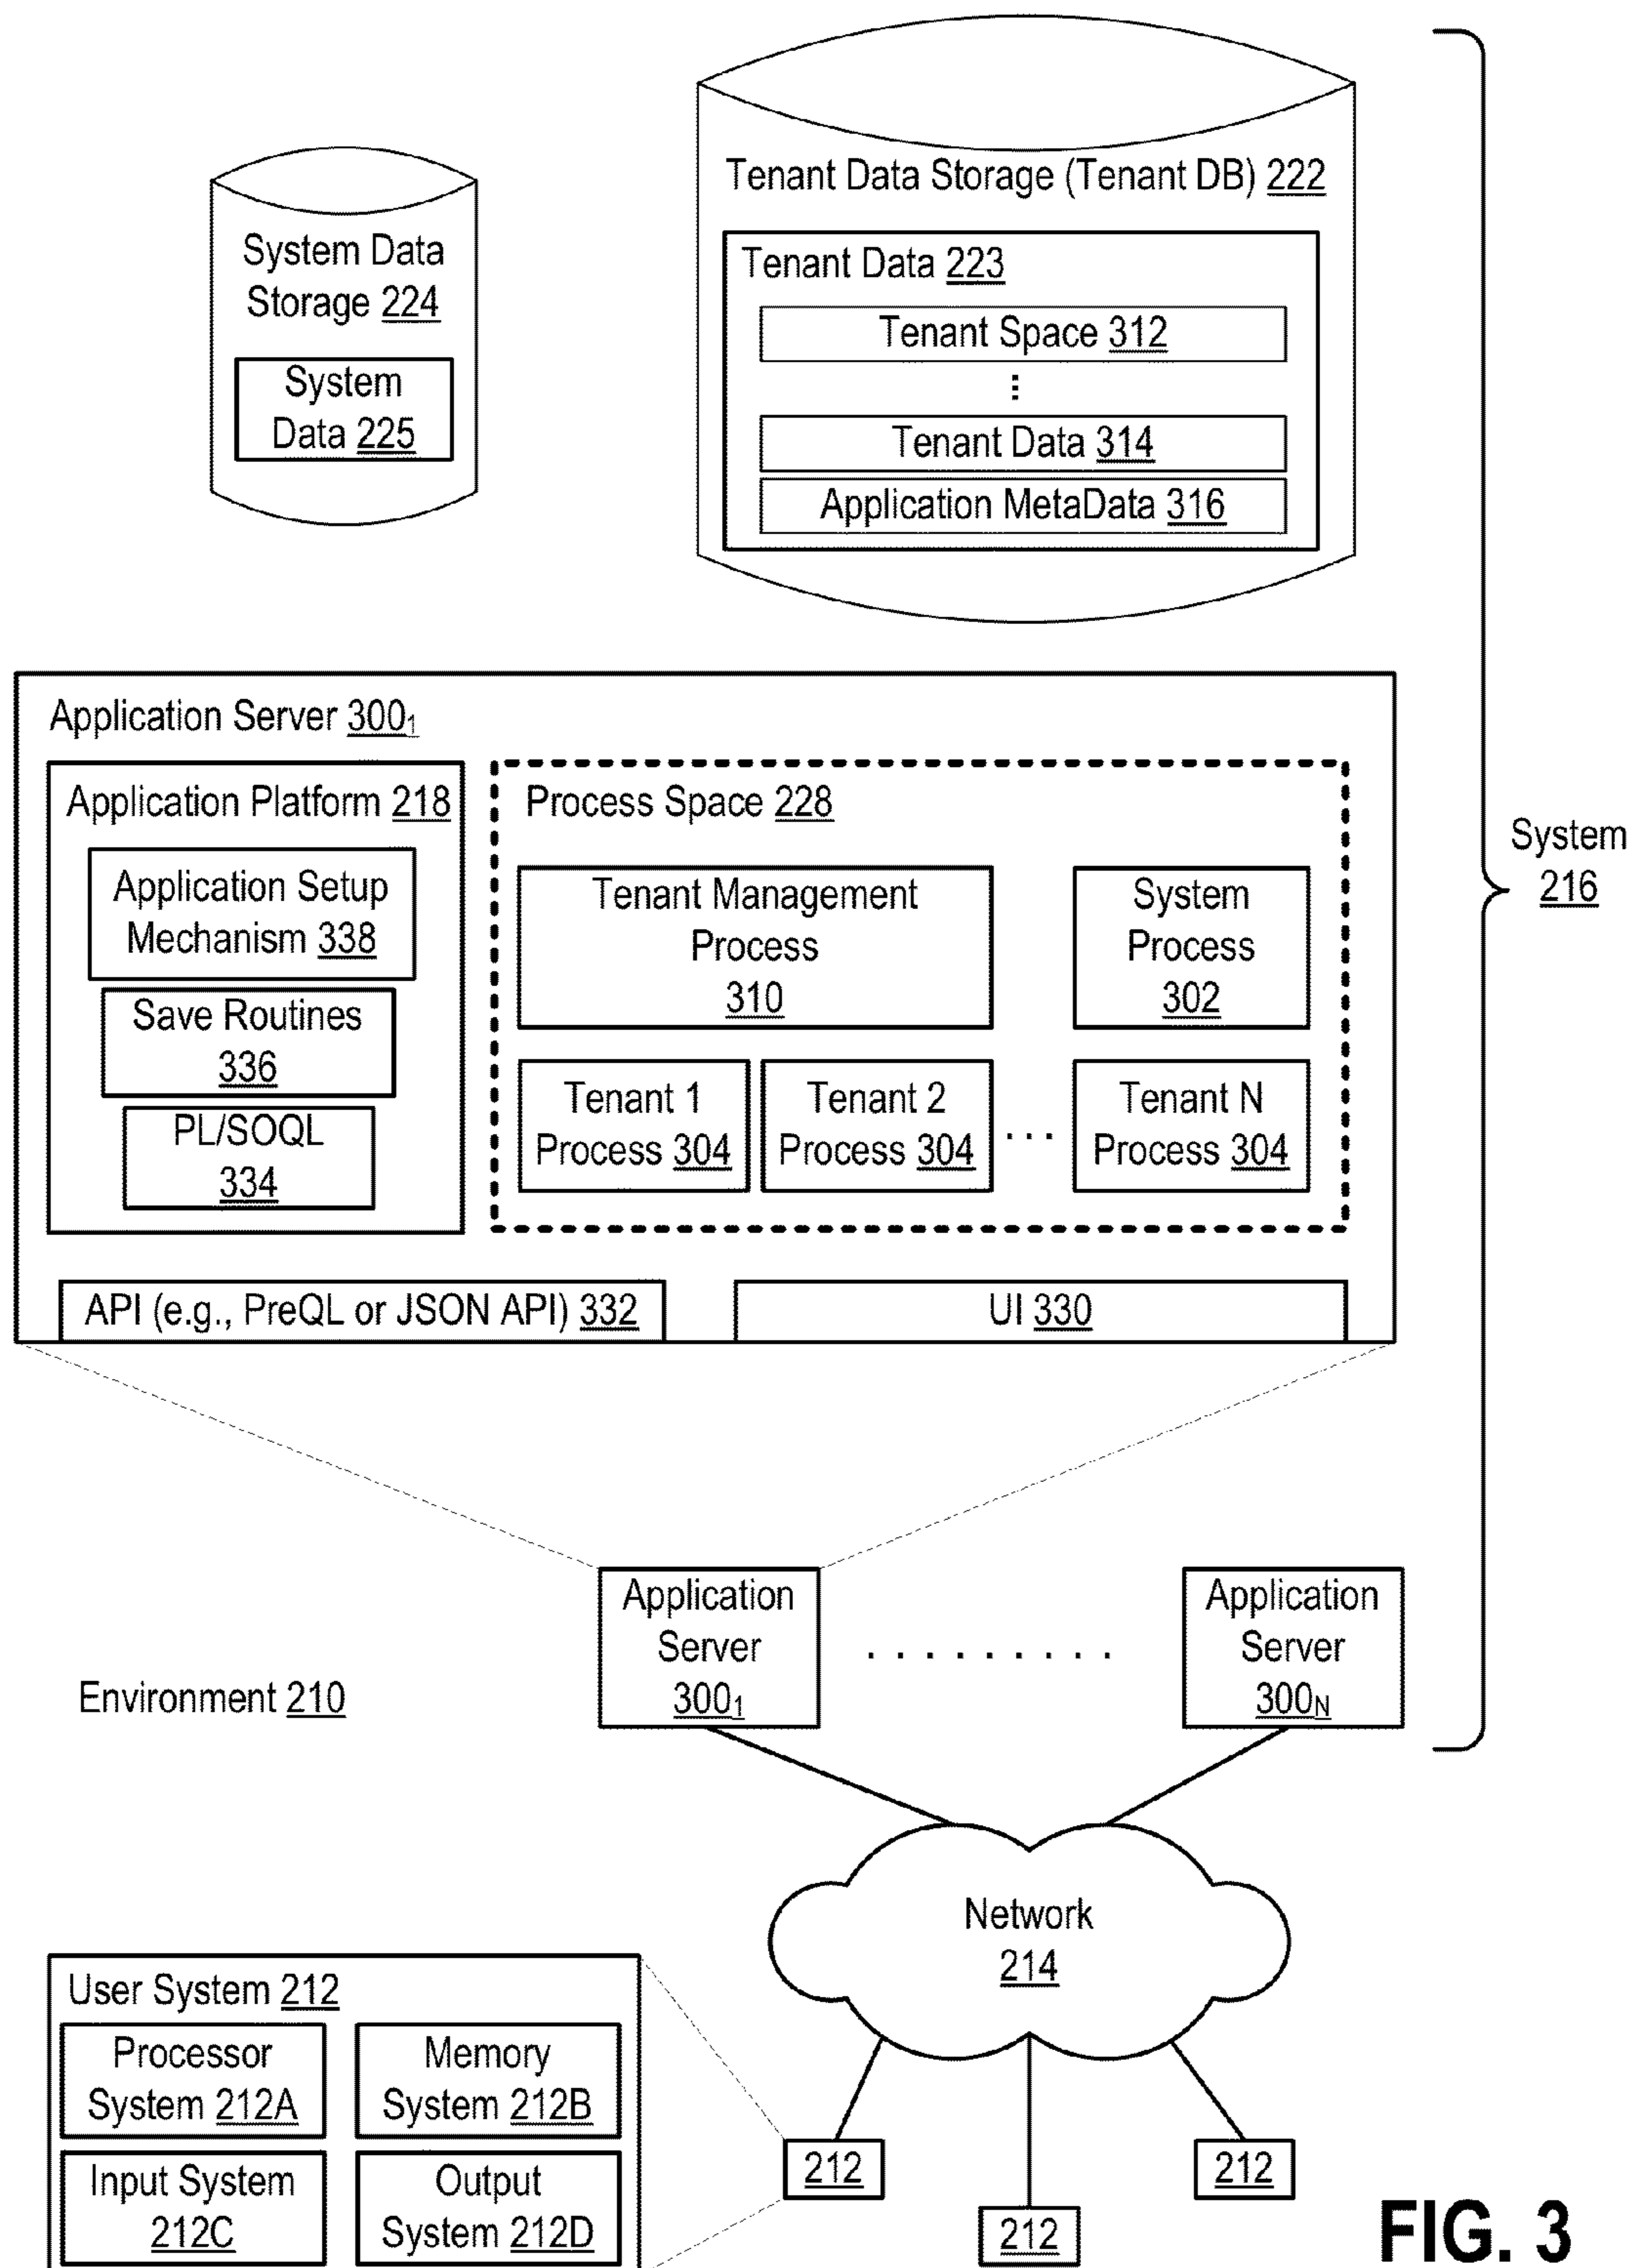 Tenant Data Storage (Tenant DB) 222
System Data
Storage 224
System
Data 225
Tenant Data 223
Tenant Space 312
⋮
Tenant Data 314
Application MetaData 316
System
216
Application Server 300₁
Application Platform 218
Application Setup
Mechanism 338
Save Routines
336
PL/SOQL
334
Process Space 228
Tenant Management
Process
310
System
Process
302
Tenant 1
Process 304
Tenant 2
Process 304
...
Tenant N
Process 304
API (e.g., PreQL or JSON API) 332
UI 330
Application
Server
300₁
. . . . . . . . .
Application
Server
300N
Environment 210
Network
214
User System 212
Processor
System 212A
Memory
System 212B
Input System
212C
Output
System 212D
212
212
212
FIG. 3